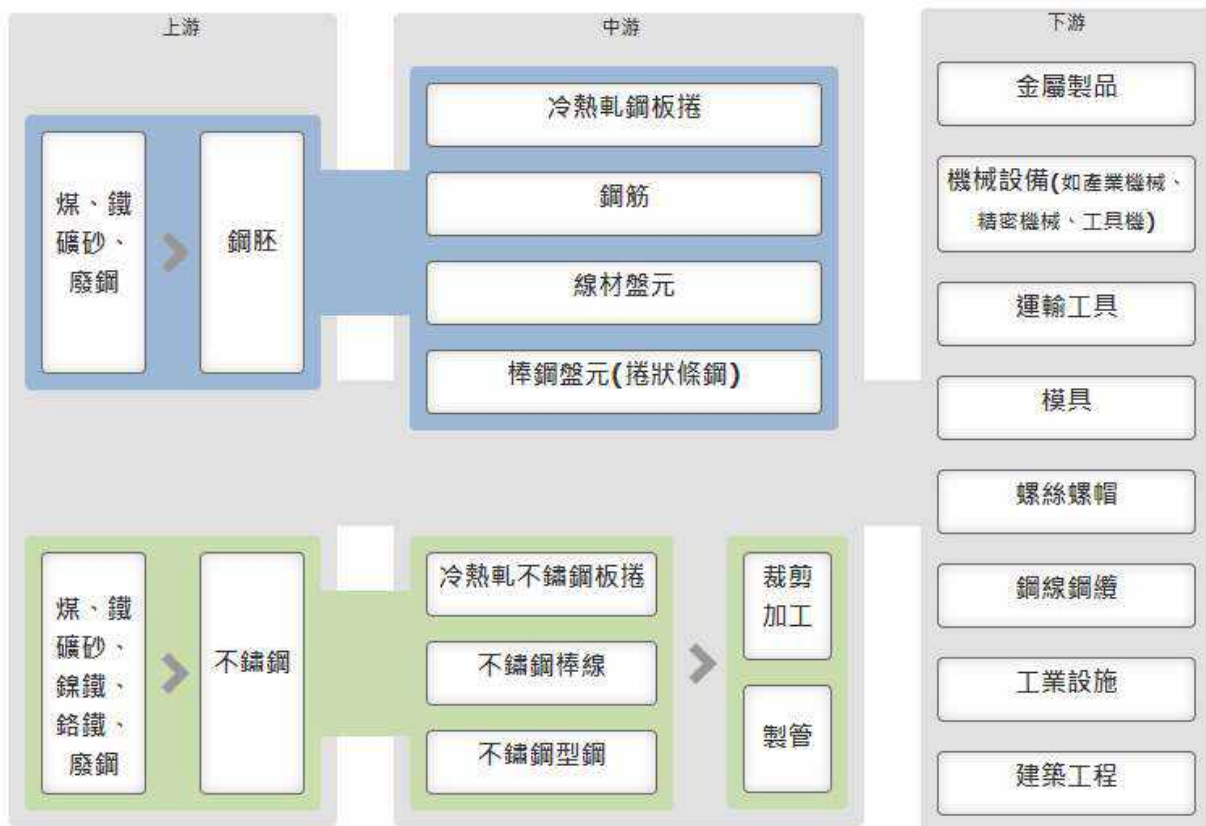 上游
煤、鐵
礦砂、
廢鋼
鋼胚
煤、鐵
礦砂、
鎳鐵、
鉻鐵、
廢鋼
不鏽鋼
中游
冷熱軋鋼板捲
鋼筋
線材盤元
棒鋼盤元(捲狀條鋼)
冷熱軋不鏽鋼板捲
不鏽鋼棒線
不鏽鋼型鋼
裁剪
加工
製管
下游
金屬製品
機械設備(如產業機械、
精密機械、工具機)
運輸工具
模具
螺絲螺帽
鋼線鋼纜
工業設施
建築工程